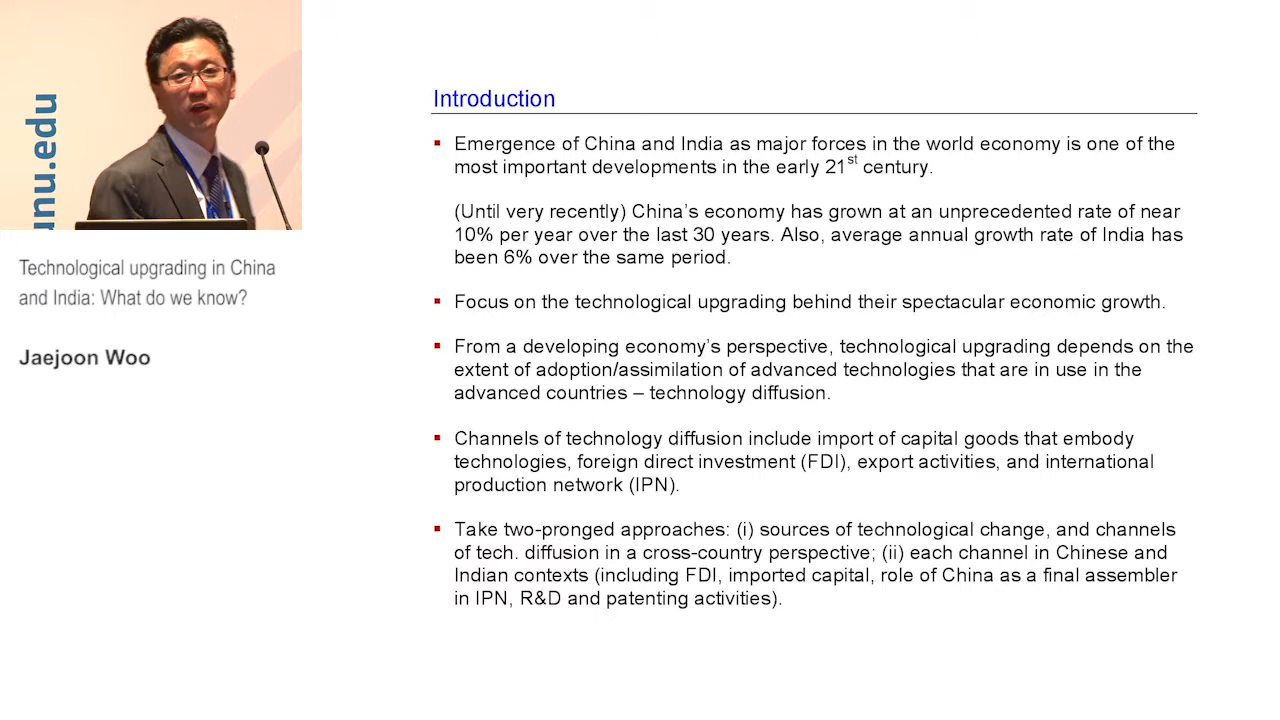 unu.edu
Technological upgrading in China
and India: What do we know?
Jaejoon Woo
Introduction
▪ Emergence of China and India as major forces in the world economy is one of the
most important developments in the early 21st century.
(Until very recently) China's economy has grown at an unprecedented rate of near
10% per year over the last 30 years. Also, average annual growth rate of India has
been 6% over the same period.
▪ Focus on the technological upgrading behind their spectacular economic growth.
▪ From a developing economy's perspective, technological upgrading depends on the
extent of adoption/assimilation of advanced technologies that are in use in the
advanced countries – technology diffusion.
▪ Channels of technology diffusion include import of capital goods that embody
technologies, foreign direct investment (FDI), export activities, and international
production network (IPN).
▪ Take two-pronged approaches: (i) sources of technological change, and channels
of tech. diffusion in a cross-country perspective; (ii) each channel in Chinese and
Indian contexts (including FDI, imported capital, role of China as a final assembler
in IPN, R&D and patenting activities).